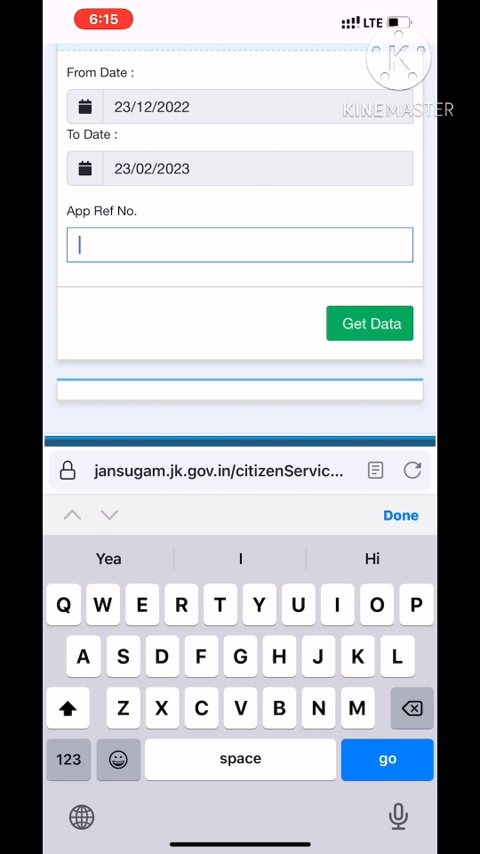 6:15
LTE
K
KINEMASTER
From Date :
23/12/2022
To Date :
23/02/2023
App Ref No.
Get Data
jansugam.jk.gov.in/citizenServic...
Done
Yea I Hi
Q W E R T Y U I O P
A S D F G H J K L
Z X C V B N M
123 space go